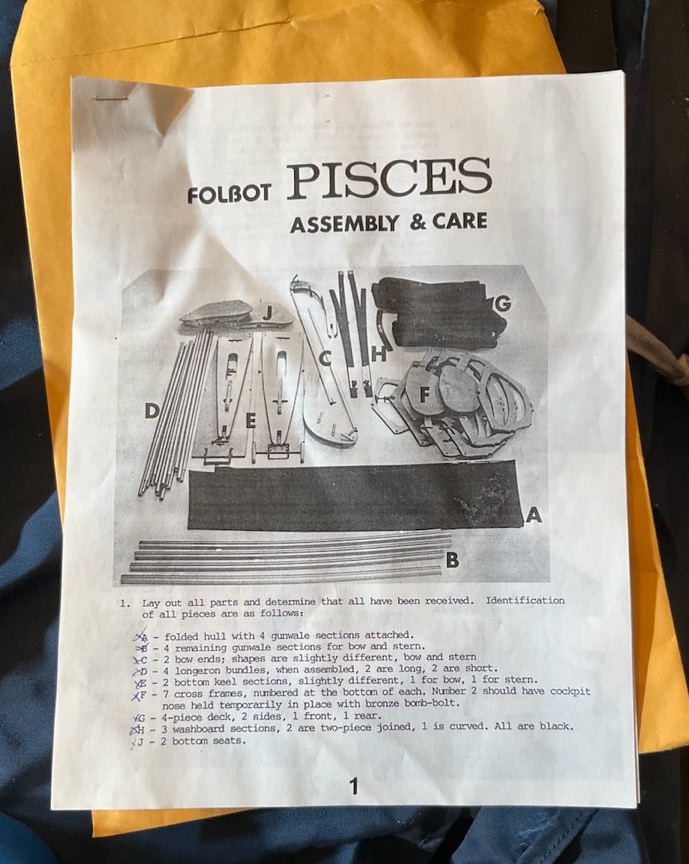 FOLBOT PISCES
ASSEMBLY & CARE
J
G
C
H
D
E
F
A
B
1. Lay out all parts and determine that all have been received. Identification
of all pieces are as follows:
A - folded hull with 4 gunwale sections attached.
B - 4 remaining gunwale sections for bow and stern.
C - 2 bow ends; shapes are slightly different, bow and stern
D - 4 longeron bundles, when assembled, 2 are long, 2 are short.
E - 2 bottom keel sections, slightly different, 1 for bow, 1 for stern.
F - 7 cross frames, numbered at the bottom of each. Number 2 should have cockpit
nose held temporarily in place with bronze bomb-bolt.
G - 4-piece deck, 2 sides, 1 front, 1 rear.
H - 3 washboard sections, 2 are two-piece joined, 1 is curved. All are black.
J - 2 bottom seats.
1